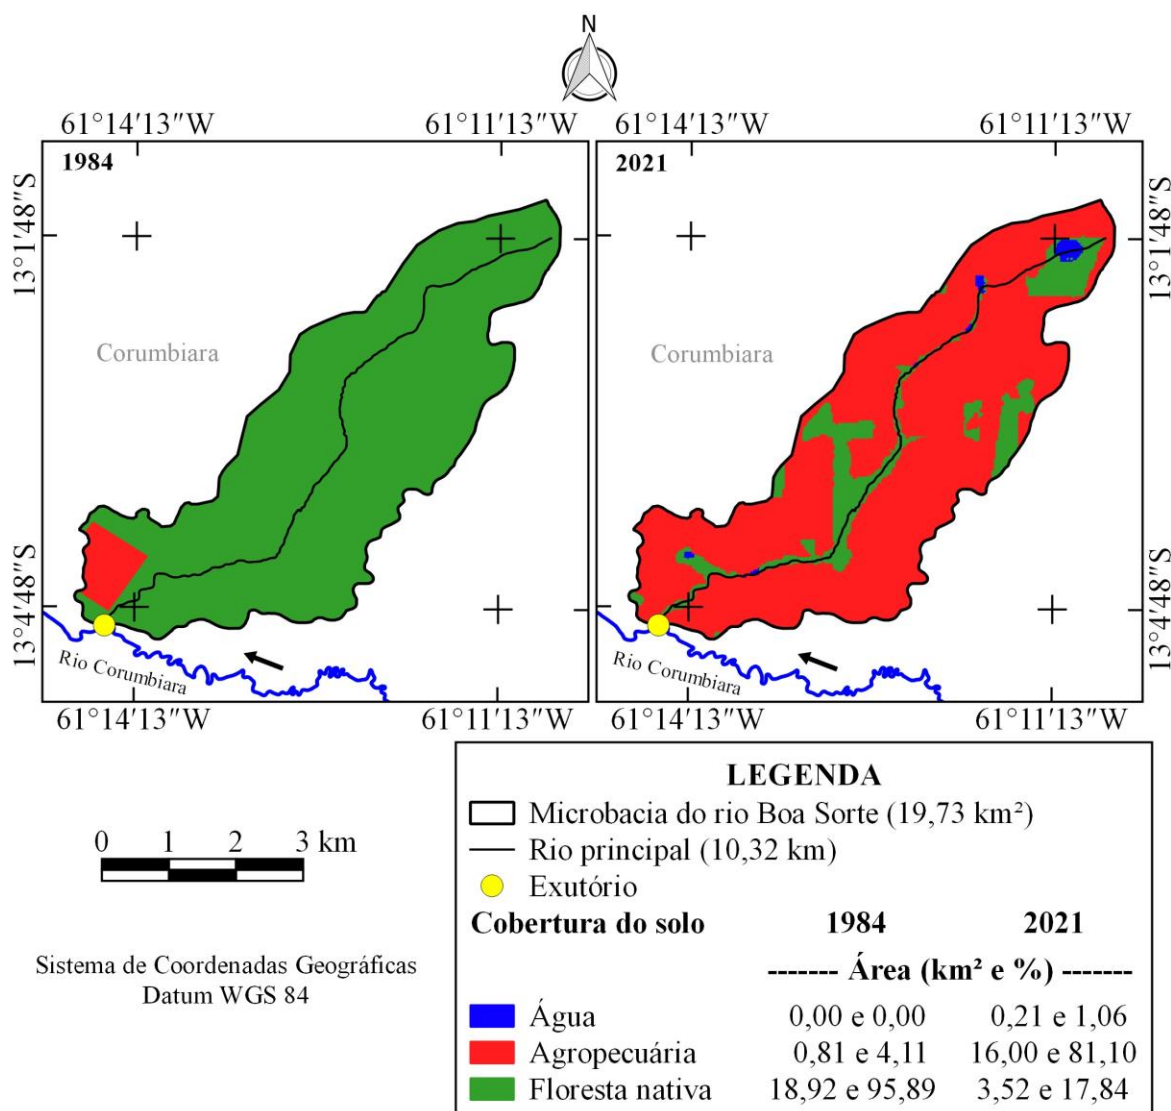 N
61°14′13″W 61°11′13″W 61°14′13″W 61°11′13″W
1984
2021
13°1′48″S
13°1′48″S
Corumbiara
Corumbiara
13°4′48″S
13°4′48″S
Rio Corumbiara
Rio Corumbiara
61°14′13″W 61°11′13″W 61°14′13″W 61°11′13″W
0 1 2 3 km
Sistema de Coordenadas Geográficas
Datum WGS 84
LEGENDA
Microbacia do rio Boa Sorte (19,73 km²)
Rio principal (10,32 km)
Exutório
Cobertura do solo 1984 2021
------- Área (km² e %) -------
Água 0,00 e 0,00 0,21 e 1,06
Agropecuária 0,81 e 4,11 16,00 e 81,10
Floresta nativa 18,92 e 95,89 3,52 e 17,84